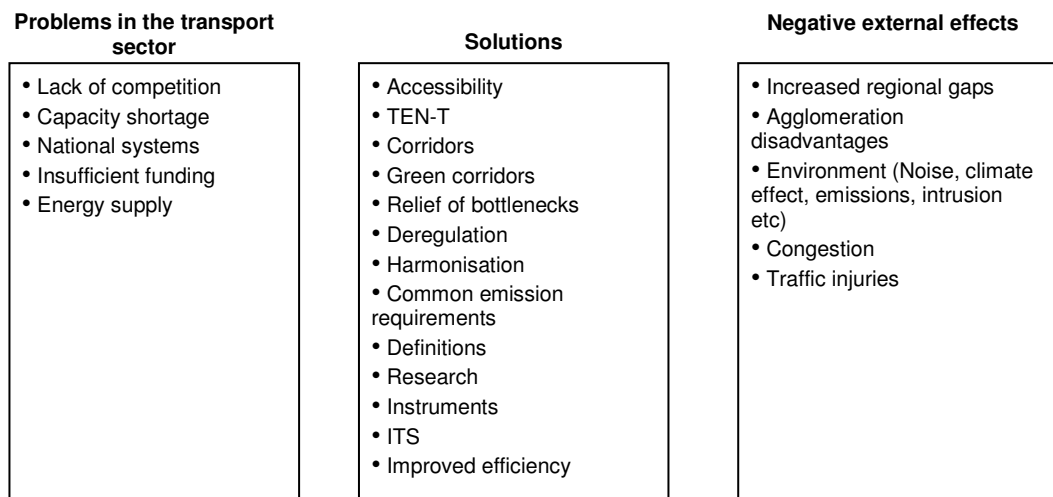 Problems in the transport
sector
• Lack of competition
• Capacity shortage
• National systems
• Insufficient funding
• Energy supply
Solutions
• Accessibility
• TEN-T
• Corridors
• Green corridors
• Relief of bottlenecks
• Deregulation
• Harmonisation
• Common emission
requirements
• Definitions
• Research
• Instruments
• ITS
• Improved efficiency
Negative external effects
• Increased regional gaps
• Agglomeration
disadvantages
• Environment (Noise, climate
effect, emissions, intrusion
etc)
• Congestion
• Traffic injuries